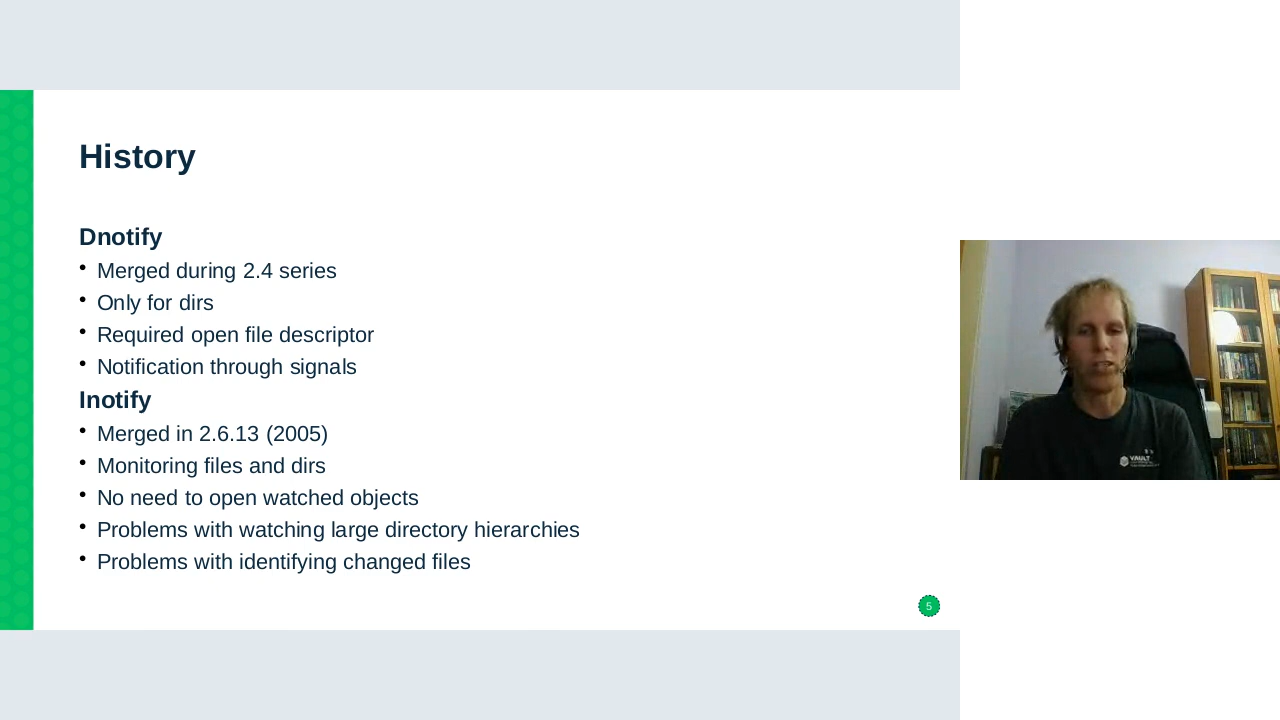 History
Dnotify
• Merged during 2.4 series
• Only for dirs
• Required open file descriptor
• Notification through signals
Inotify
• Merged in 2.6.13 (2005)
• Monitoring files and dirs
• No need to open watched objects
• Problems with watching large directory hierarchies
• Problems with identifying changed files
5
VAULT